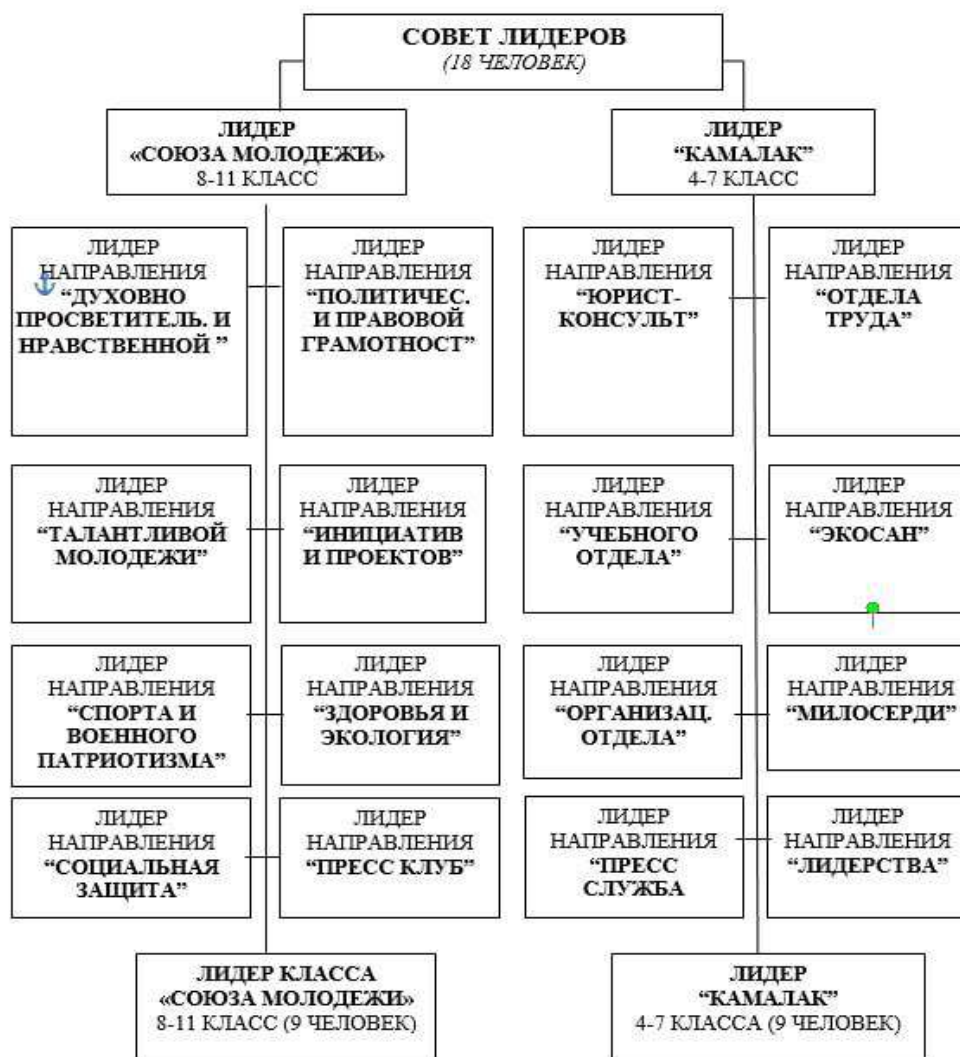 СОВЕТ ЛИДЕРОВ
(18 ЧЕЛОВЕК)
ЛИДЕР
«СОЮЗА МОЛОДЕЖИ»
8-11 КЛАСС
ЛИДЕР
“КАМАЛАК”
4-7 КЛАСС
ЛИДЕР
НАПРАВЛЕНИЯ
“ДУХОВНО
ПРОСВЕТИТЕЛЬ. И
НРАВСТВЕННОЙ ”
ЛИДЕР
НАПРАВЛЕНИЯ
“ПОЛИТИЧЕС.
И ПРАВОВОЙ
ГРАМОТНОСТ”
ЛИДЕР
НАПРАВЛЕНИЯ
“ЮРИСТ-
КОНСУЛЬТ”
ЛИДЕР
НАПРАВЛЕНИЯ
“ОТДЕЛА
ТРУДА”
ЛИДЕР
НАПРАВЛЕНИЯ
“ТАЛАНТЛИВОЙ
МОЛОДЕЖИ”
ЛИДЕР
НАПРАВЛЕНИЯ
“ИНИЦИАТИВ
И ПРОЕКТОВ”
ЛИДЕР
НАПРАВЛЕНИЯ
“УЧЕБНОГО
ОТДЕЛА”
ЛИДЕР
НАПРАВЛЕНИЯ
“ЭКОСАН”
ЛИДЕР
НАПРАВЛЕНИЯ
“СПОРТА И
ВОЕННОГО
ПАТРИОТИЗМА”
ЛИДЕР
НАПРАВЛЕНИЯ
“ЗДОРОВЬЯ И
ЭКОЛОГИЯ”
ЛИДЕР
НАПРАВЛЕНИЯ
“ОРГАНИЗАЦ.
ОТДЕЛА”
ЛИДЕР
НАПРАВЛЕНИЯ
“МИЛОСЕРДИ”
ЛИДЕР
НАПРАВЛЕНИЯ
“СОЦИАЛЬНАЯ
ЗАЩИТА”
ЛИДЕР
НАПРАВЛЕНИЯ
“ПРЕСС КЛУБ”
ЛИДЕР
НАПРАВЛЕНИЯ
“ПРЕСС
СЛУЖБА
ЛИДЕР
НАПРАВЛЕНИЯ
“ЛИДЕРСТВА”
ЛИДЕР КЛАССА
«СОЮЗА МОЛОДЕЖИ»
8-11 КЛАСС (9 ЧЕЛОВЕК)
ЛИДЕР
“КАМАЛАК”
4-7 КЛАССА (9 ЧЕЛОВЕК)